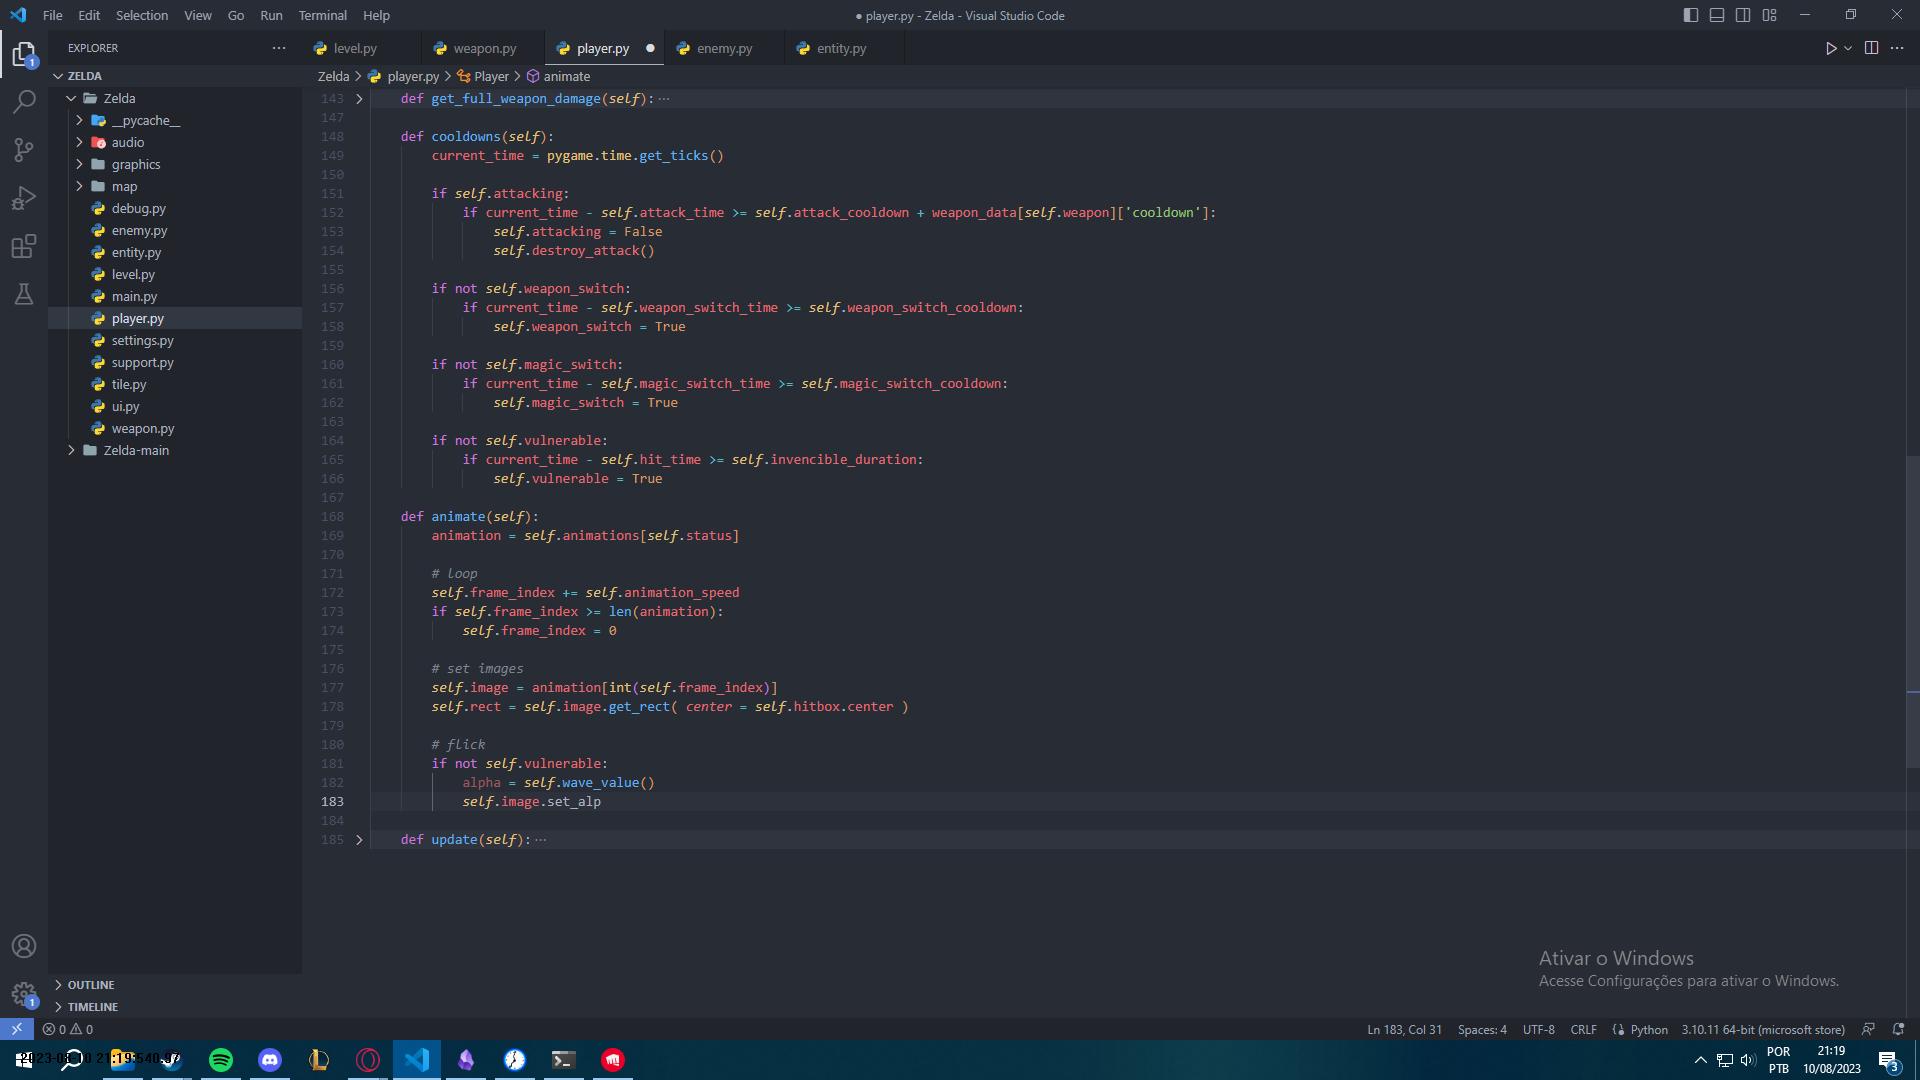 File Edit Selection View Go Run Terminal Help
● player.py - Zelda - Visual Studio Code
EXPLORER ···
level.py weapon.py player.py ● enemy.py entity.py
ZELDA
Zelda > player.py > Player > animate
Zelda
__pycache__
audio
graphics
map
debug.py
enemy.py
entity.py
level.py
main.py
player.py
settings.py
support.py
tile.py
ui.py
weapon.py
Zelda-main
OUTLINE
TIMELINE
1
1
143 def get_full_weapon_damage(self): ···
147
148 def cooldowns(self):
149 current_time = pygame.time.get_ticks()
150
151 if self.attacking:
152 if current_time - self.attack_time >= self.attack_cooldown + weapon_data[self.weapon]['cooldown']:
153 self.attacking = False
154 self.destroy_attack()
155
156 if not self.weapon_switch:
157 if current_time - self.weapon_switch_time >= self.weapon_switch_cooldown:
158 self.weapon_switch = True
159
160 if not self.magic_switch:
161 if current_time - self.magic_switch_time >= self.magic_switch_cooldown:
162 self.magic_switch = True
163
164 if not self.vulnerable:
165 if current_time - self.hit_time >= self.invencible_duration:
166 self.vulnerable = True
167
168 def animate(self):
169 animation = self.animations[self.status]
170
171 # loop
172 self.frame_index += self.animation_speed
173 if self.frame_index >= len(animation):
174 self.frame_index = 0
175
176 # set images
177 self.image = animation[int(self.frame_index)]
178 self.rect = self.image.get_rect( center = self.hitbox.center )
179
180 # flick
181 if not self.vulnerable:
182 alpha = self.wave_value()
183 self.image.set_alp
184
185 def update(self): ···
Ativar o Windows
Acesse Configurações para ativar o Windows.
0 0
Ln 183, Col 31 Spaces: 4 UTF-8 CRLF Python 3.10.11 64-bit (microsoft store)
POR
PTB
21:19
10/08/2023
3